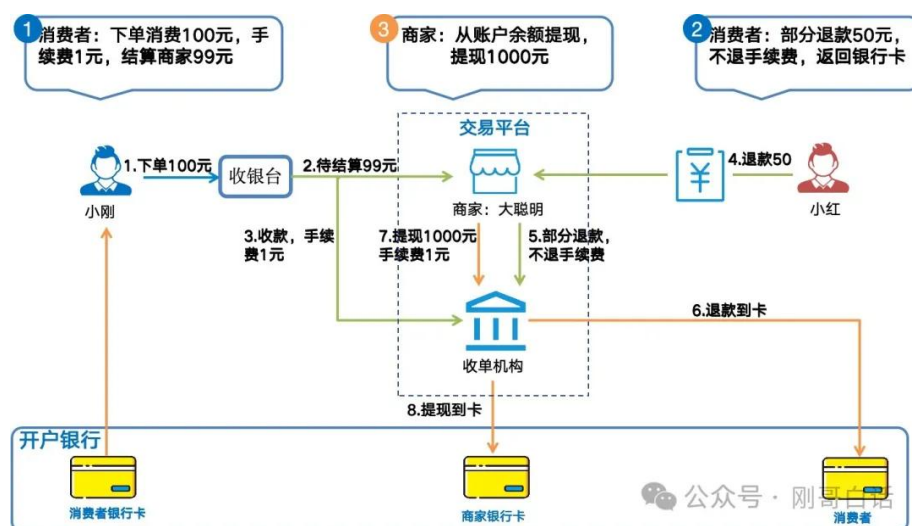 1
消费者：下单消费100元，手
续费1元，结算商家99元
3
商家：从账户余额提现，
提现1000元
2
消费者：部分退款50元，
不退手续费，返回银行卡
交易平台
1.下单100元
收银台
2.待结算99元
4.退款50
小刚
商家：大聪明
小红
3.收款，手续
费1元
7.提现1000元
手续费1元
5.部分退款，
不退手续费
6.退款到卡
收单机构
8.提现到卡
开户银行
消费者银行卡
商家银行卡
消费者
公众号 · 刚哥白话